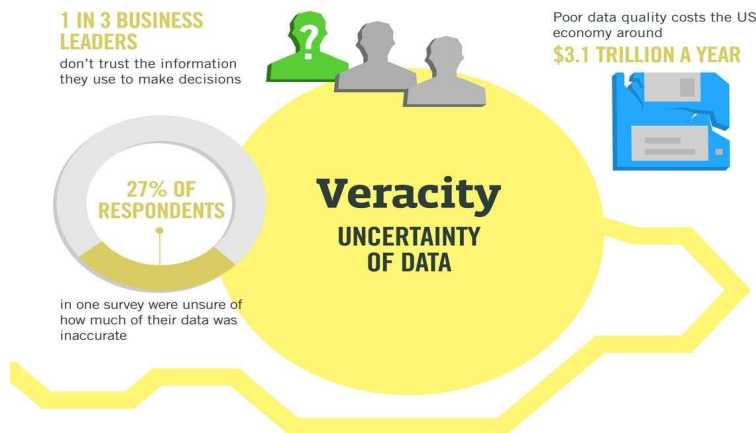 1 IN 3 BUSINESS
LEADERS
don't trust the information
they use to make decisions
?
Poor data quality costs the US
economy around
$3.1 TRILLION A YEAR
27% OF
RESPONDENTS
in one survey were unsure of
how much of their data was
inaccurate
Veracity
UNCERTAINTY
OF DATA